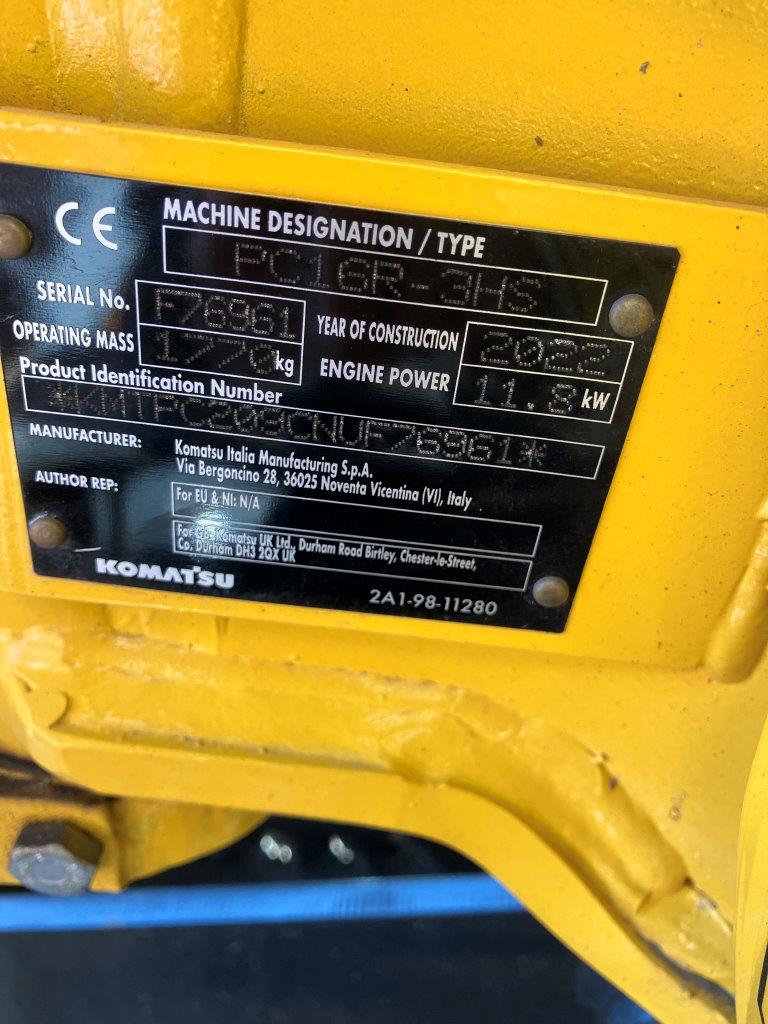 CE
MACHINE DESIGNATION / TYPE
PC16R-3HS
SERIAL No. F76961
YEAR OF CONSTRUCTION 2022
OPERATING MASS 1770 kg
ENGINE POWER 11.8 kW
Product Identification Number
*KMTPC209CNUF76961*
MANUFACTURER: Komatsu Italia Manufacturing S.p.A.
Via Bergoncino 28, 36025 Noventa Vicentina (VI), Italy
AUTHOR REP: For EU & NI: N/A
For GB: Komatsu UK Ltd., Durham Road Birtley, Chester-le-Street,
Co. Durham DH3 2QX UK
KOMATSU
2A1-98-11280